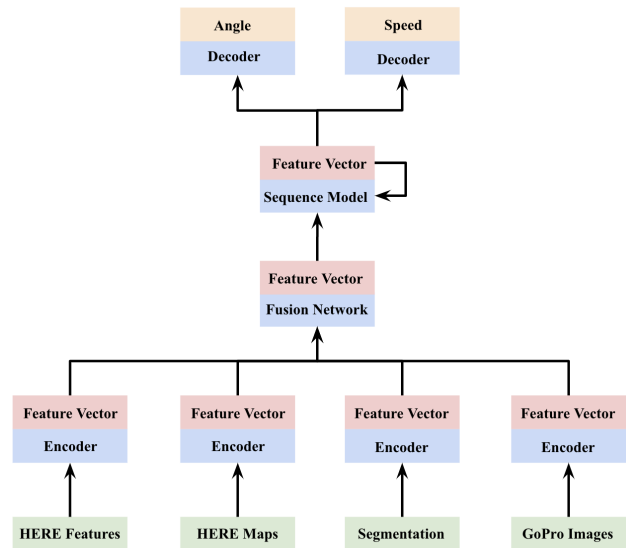 Angle
Speed
Decoder
Decoder
Feature Vector
Sequence Model
Feature Vector
Fusion Network
Feature Vector
Feature Vector
Feature Vector
Feature Vector
Encoder
Encoder
Encoder
Encoder
HERE Features
HERE Maps
Segmentation
GoPro Images